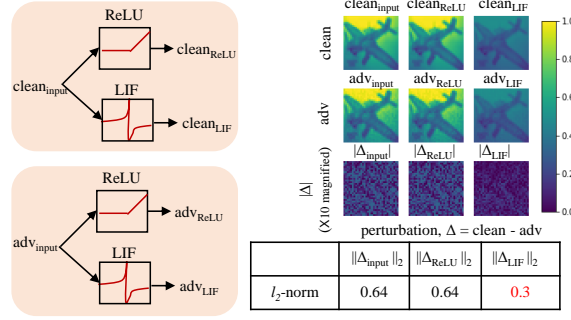 ReLU
clean_ReLU
clean_input
LIF
clean_LIF
ReLU
adv_ReLU
adv_input
LIF
adv_LIF
clean_input clean_ReLU clean_LIF
clean
adv_input adv_ReLU adv_LIF
adv
|Δ_input| |Δ_ReLU| |Δ_LIF|
|Δ|
(X10 magnified)
1.0
0.8
0.6
0.4
0.2
0.0
perturbation, Δ = clean - adv
||Δ_input||_2 ||Δ_ReLU||_2 ||Δ_LIF||_2
l_2-norm 0.64 0.64 0.3